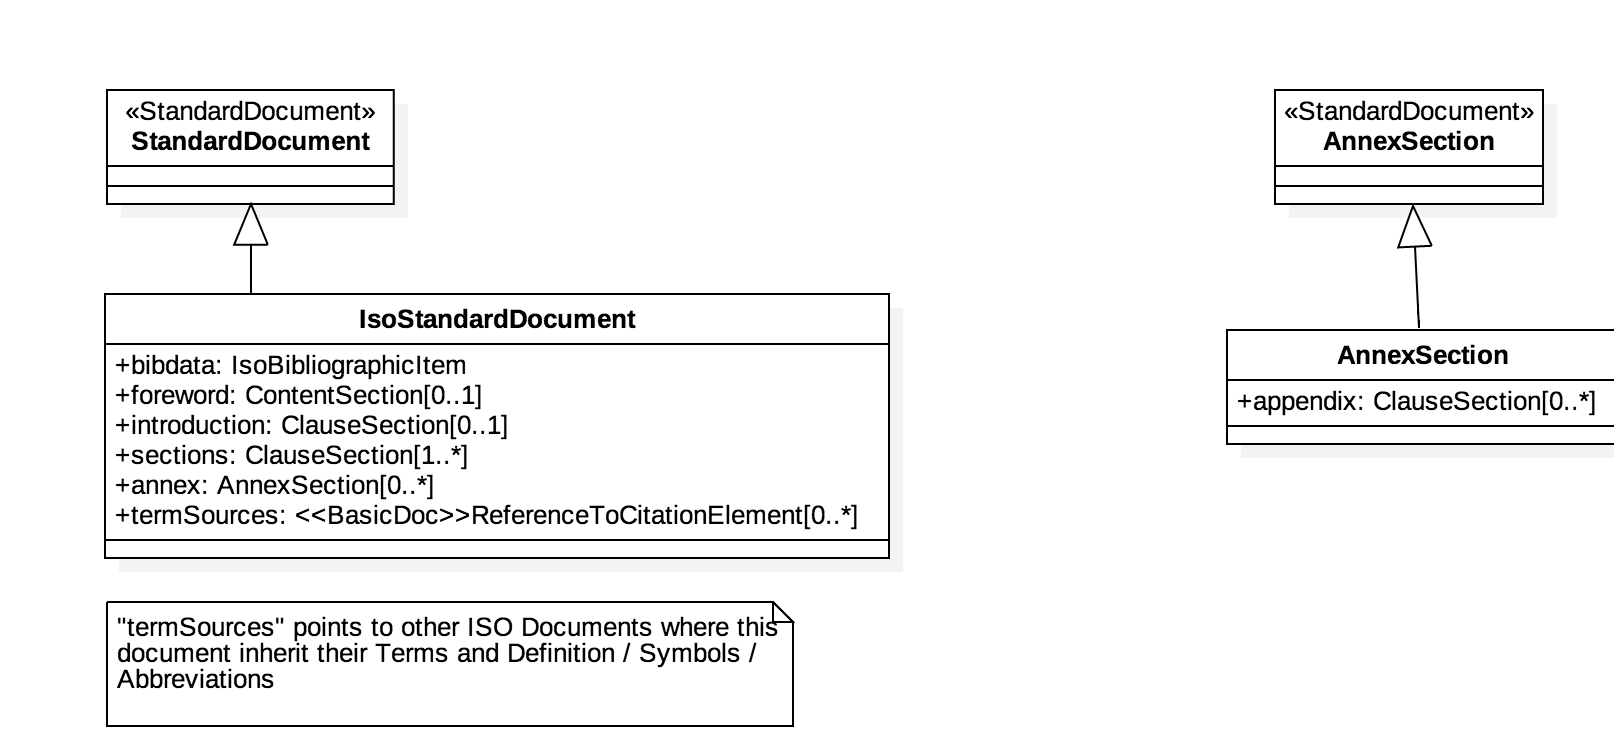 «StandardDocument»
StandardDocument
IsoStandardDocument
+bibdata: IsoBibliographicItem
+foreword: ContentSection[0..1]
+introduction: ClauseSection[0..1]
+sections: ClauseSection[1..*]
+annex: AnnexSection[0..*]
+termSources: <<BasicDoc>>ReferenceToCitationElement[0..*]
"termSources" points to other ISO Documents where this
document inherit their Terms and Definition / Symbols /
Abbreviations
«StandardDocument»
AnnexSection
AnnexSection
+appendix: ClauseSection[0..*]